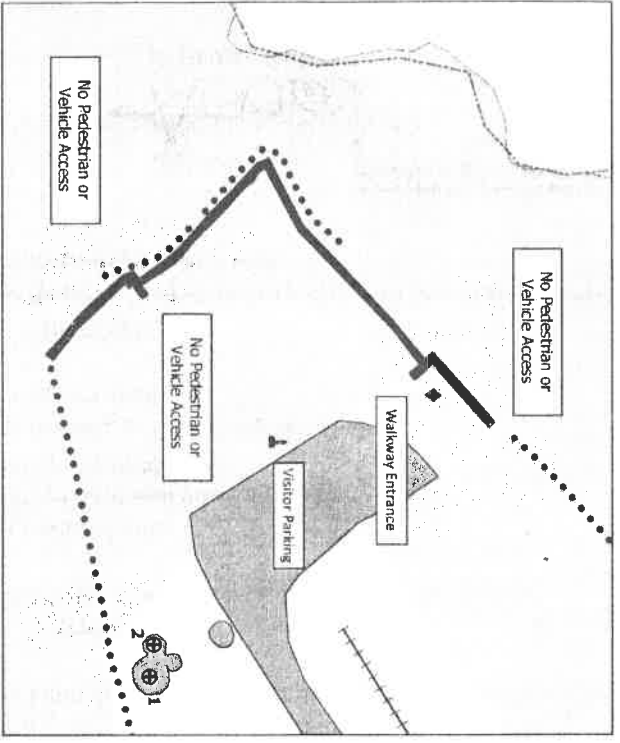 No Pedestrian or
Vehicle Access
No Pedestrian or
Vehicle Access
No Pedestrian or
Vehicle Access
Walkway Entrance
Visitor Parking
2
1